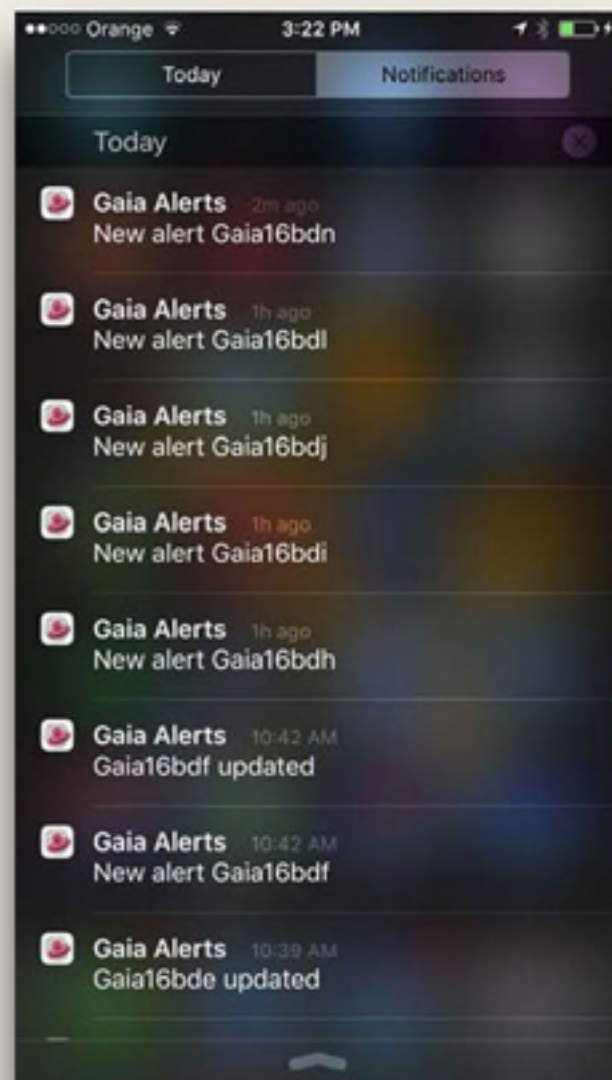 Orange 3:22 PM
Today Notifications
Today
Gaia Alerts 2m ago
New alert Gaia16bdn
Gaia Alerts 1h ago
New alert Gaia16bdl
Gaia Alerts 1h ago
New alert Gaia16bdj
Gaia Alerts 1h ago
New alert Gaia16bdi
Gaia Alerts 1h ago
New alert Gaia16bdh
Gaia Alerts 10:42 AM
Gaia16bdf updated
Gaia Alerts 10:42 AM
New alert Gaia16bdf
Gaia Alerts 10:39 AM
Gaia16bde updated